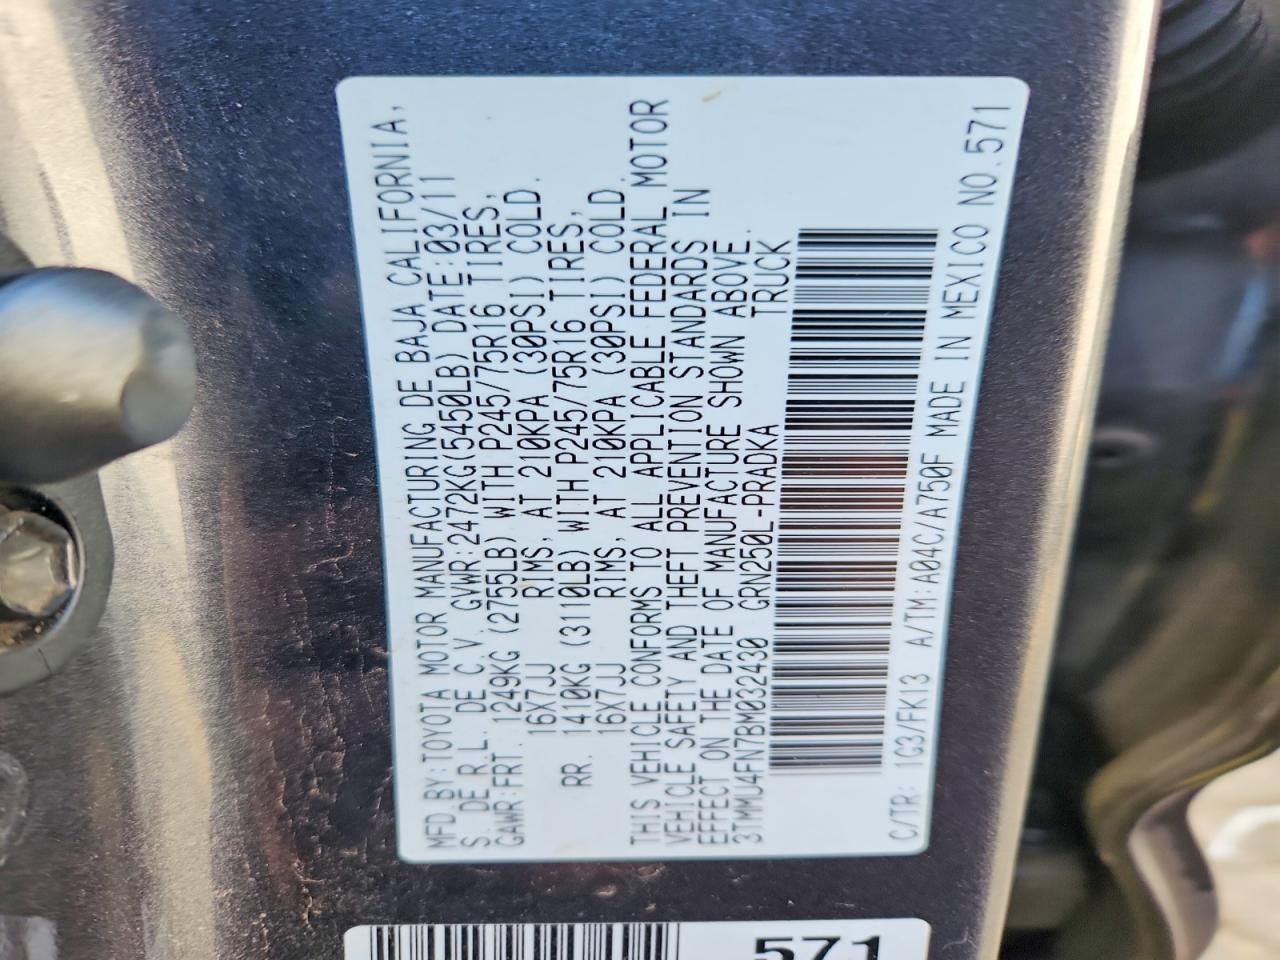 MFD.BY:TOYOTA MOTOR MANUFACTURING DE BAJA CALIFORNIA,
S. DE R.L. DE C.V. GVWR:2472KG(5450LB) DATE:03/11
GAWR:FRT. 1249KG (2755LB) WITH P245/75R16 TIRES,
16X7JJ RIMS, AT 210KPA (30PSI) COLD.
RR. 1410KG (3110LB) WITH P245/75R16 TIRES,
16X7JJ RIMS, AT 210KPA (30PSI) COLD.
THIS VEHICLE CONFORMS TO ALL APPLICABLE FEDERAL MOTOR
VEHICLE SAFETY AND THEFT PREVENTION STANDARDS IN
EFFECT ON THE DATE OF MANUFACTURE SHOWN ABOVE.
3TMMU4FN7BM032430 GRN250L-PRADKA TRUCK
C/TR: 1G3/FK13 A/TM:A04C/A750F MADE IN MEXICO NO.571
571